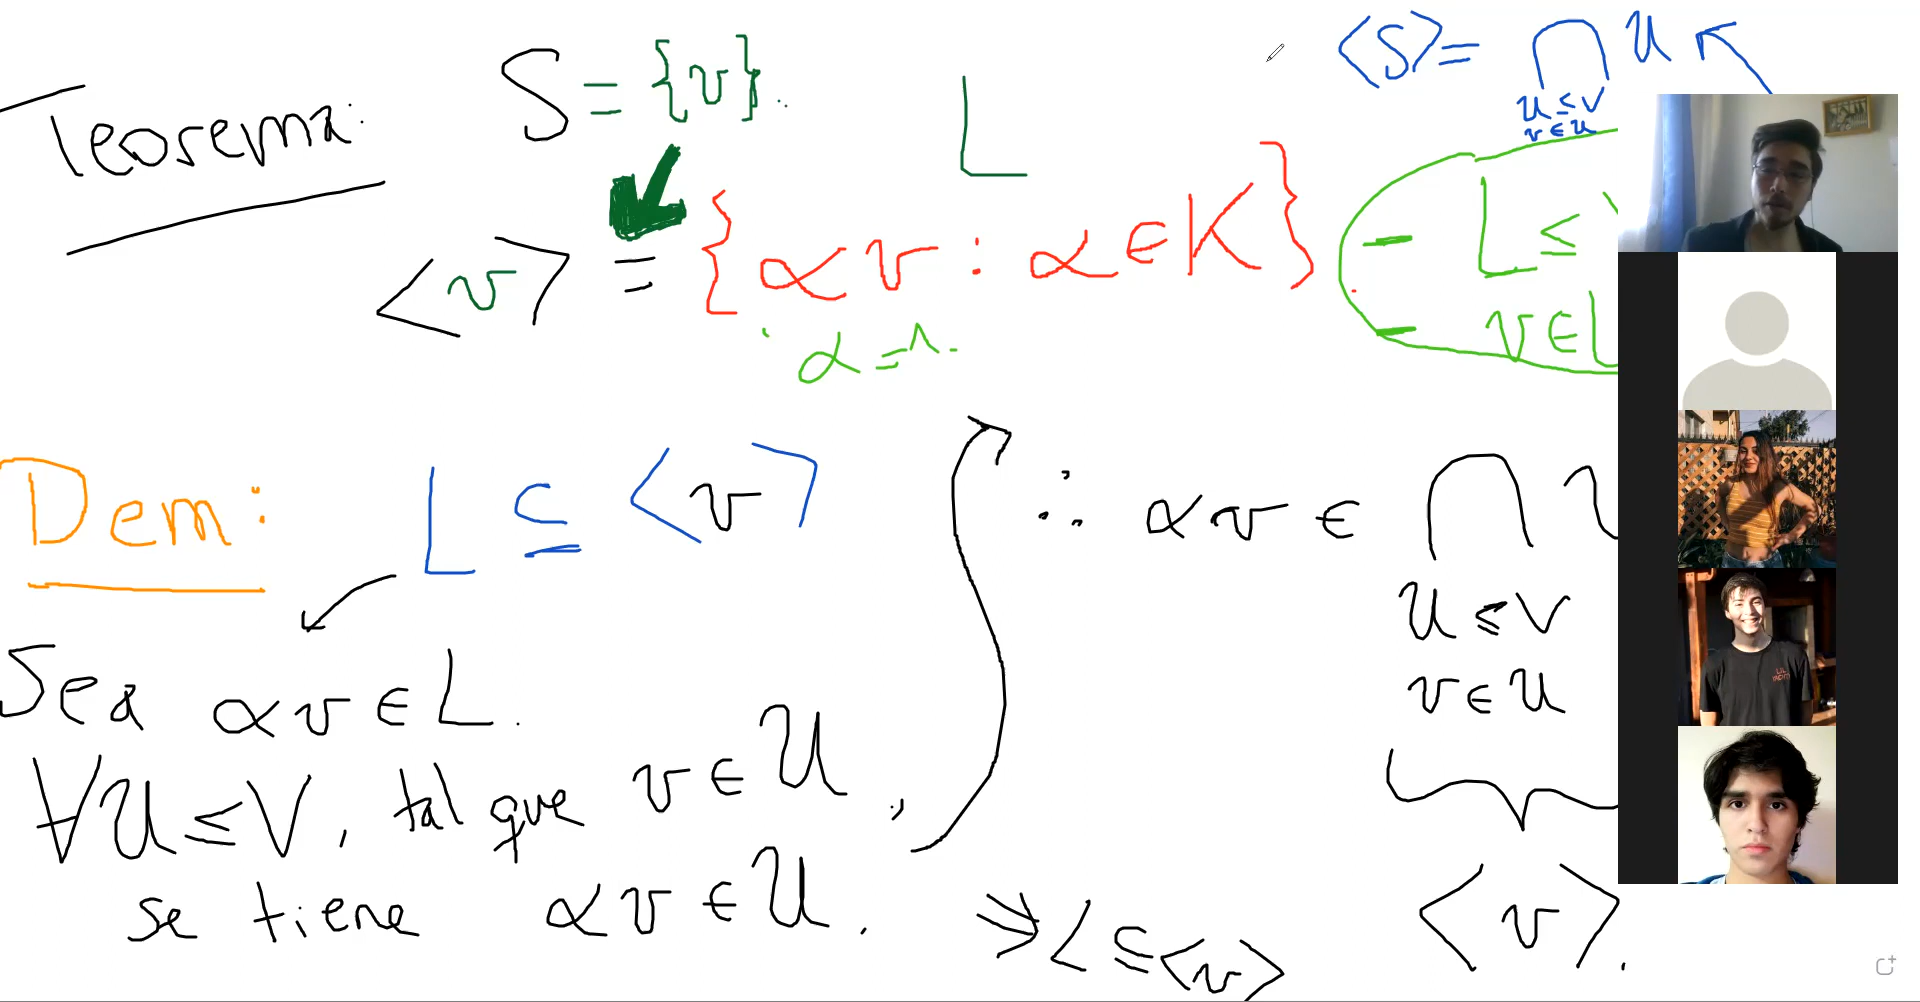 Teorema:
S = {v}.
L
<S> = ∩ U
U ≤ V
v ∈ U
<v> = {αv : α ∈ K}.
α = 1.
- L ≤
- v ∈ L
Dem:
L ⊆ <v>
Sea αv ∈ L.
∀ U ≤ V, tal que v ∈ U,
se tiene αv ∈ U.
∴ αv ∈ ∩
U ≤ V
v ∈ U
<v>.
⇒ L ⊆ <v>